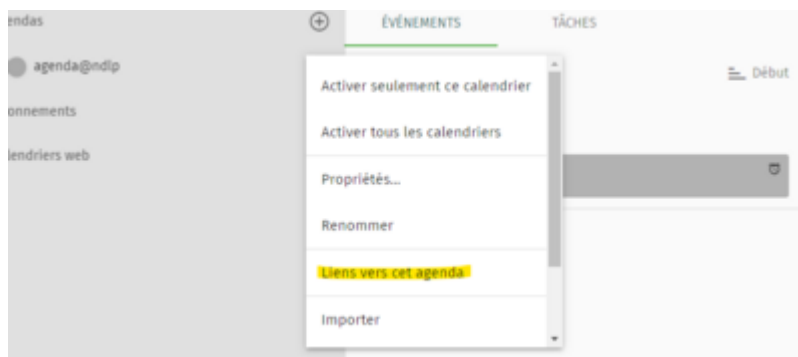 endas
ÉVÉNEMENTS
TÂCHES
agenda@ndlp
onnements
lendriers web
Début
Activer seulement ce calendrier
Activer tous les calendriers
Propriétés...
Renommer
Liens vers cet agenda
Importer